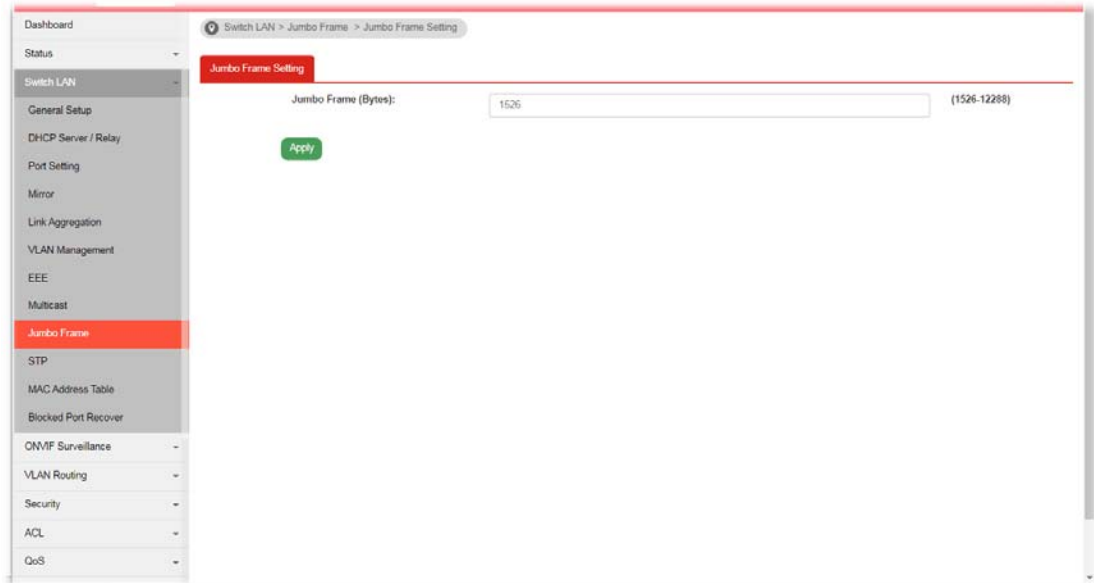 Dashboard
Status
Switch LAN
General Setup
DHCP Server / Relay
Port Setting
Mirror
Link Aggregation
VLAN Management
EEE
Multicast
Jumbo Frame
STP
MAC Address Table
Blocked Port Recover
ONVIF Surveillance
VLAN Routing
Security
ACL
QoS
Switch LAN > Jumbo Frame > Jumbo Frame Setting
Jumbo Frame Setting
Jumbo Frame (Bytes): 1526 (1526-12288)
Apply